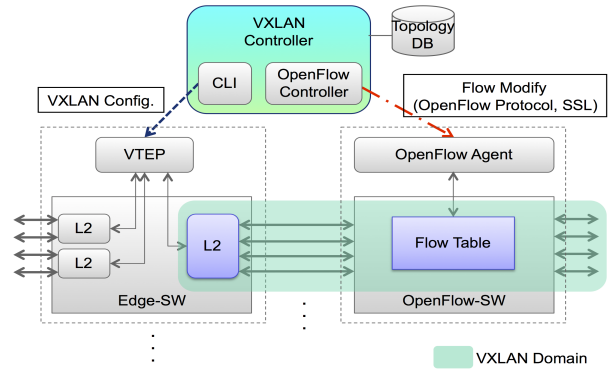 VXLAN
Controller
Topology
DB
CLI
OpenFlow
Controller
VXLAN Config.
Flow Modify
(OpenFlow Protocol, SSL)
VTEP
OpenFlow Agent
L2
L2
L2
Flow Table
Edge-SW
OpenFlow-SW
VXLAN Domain